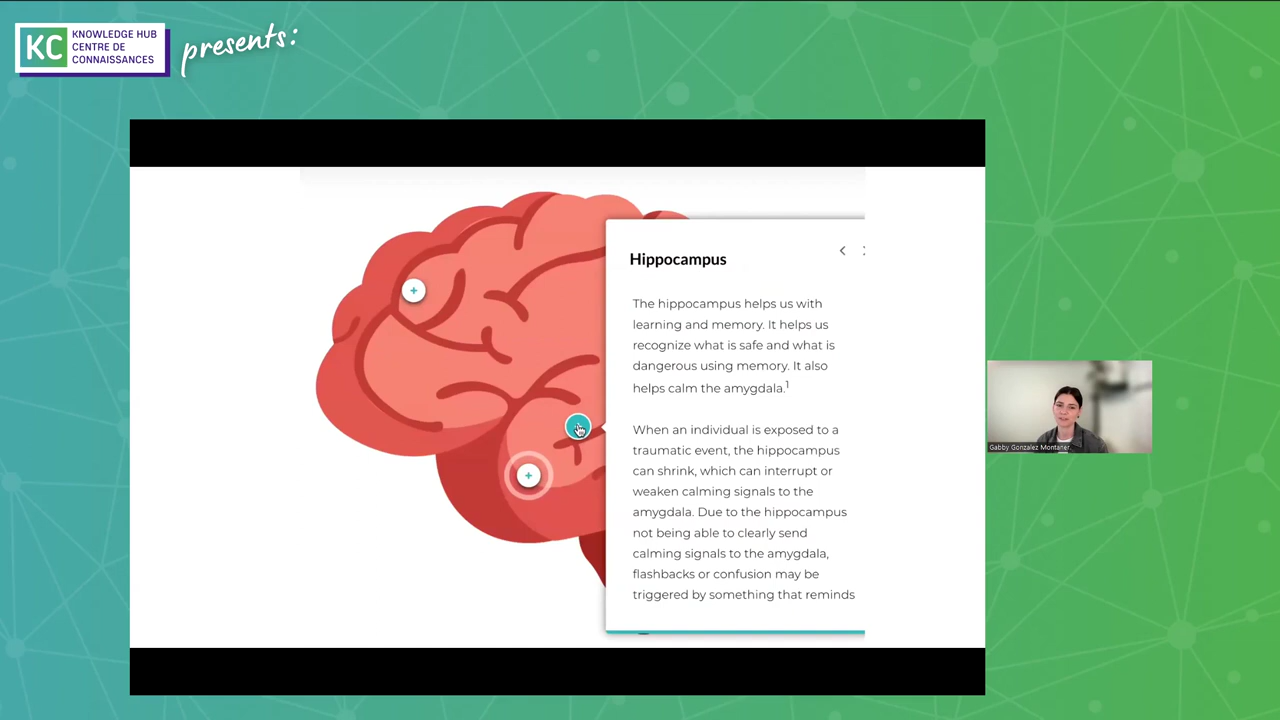 KC
KNOWLEDGE HUB
CENTRE DE
CONNAISSANCES
presents:
Hippocampus
The hippocampus helps us with
learning and memory. It helps us
recognize what is safe and what is
dangerous using memory. It also
helps calm the amygdala.1
When an individual is exposed to a
traumatic event, the hippocampus
can shrink, which can interrupt or
weaken calming signals to the
amygdala. Due to the hippocampus
not being able to clearly send
calming signals to the amygdala,
flashbacks or confusion may be
triggered by something that reminds
Gabby Gonzalez Montaner